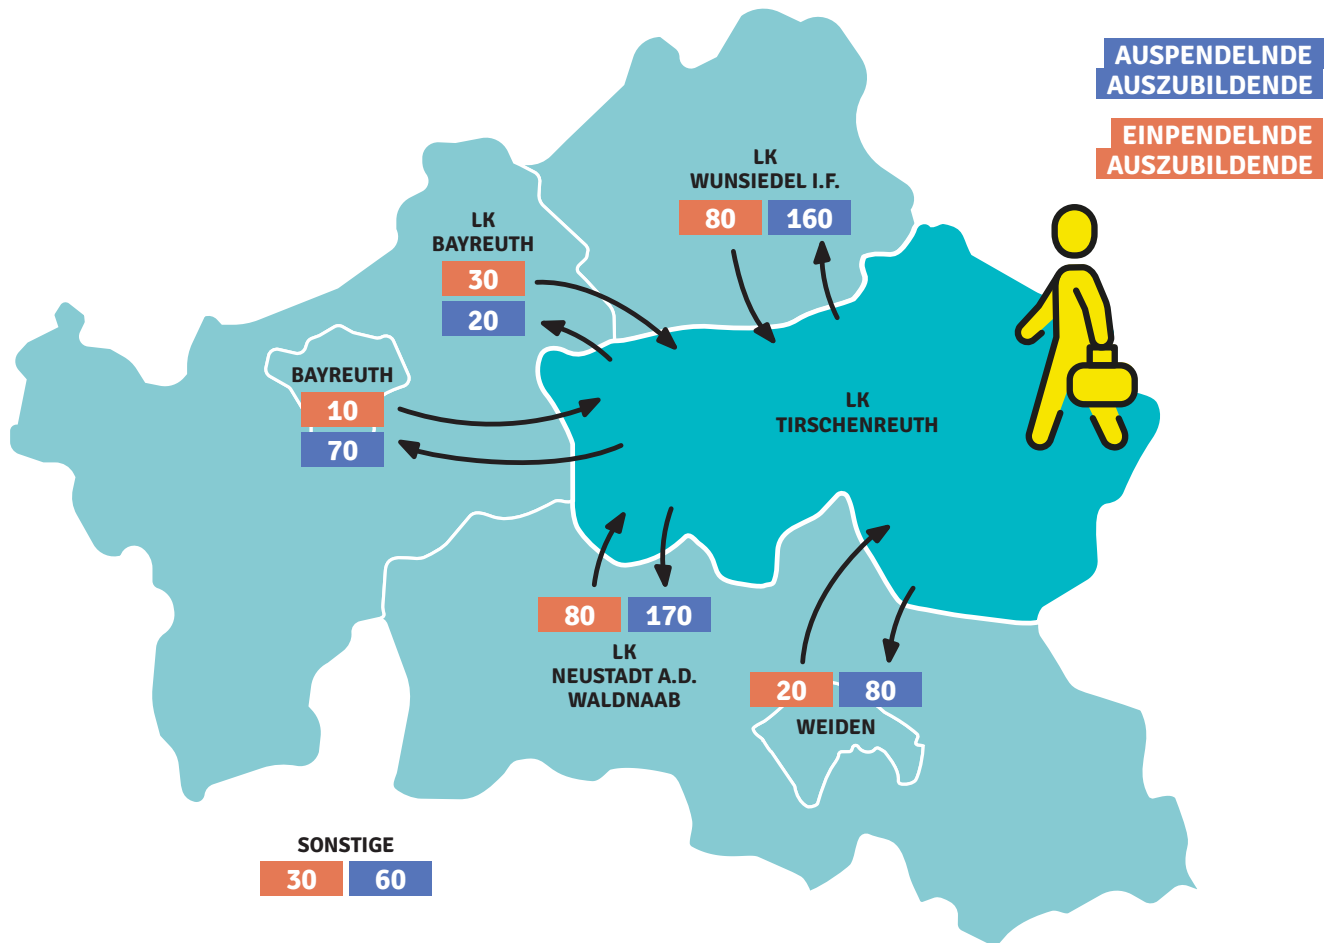 AUSPENDELNDE
AUSZUBILDENDE
EINPENDELNDE
AUSZUBILDENDE
LK
WUNSIEDEL I.F.
80 160
LK
BAYREUTH
30
20
BAYREUTH
10
70
LK
TIRSCHENREUTH
80 170
LK
NEUSTADT A.D.
WALDNAAB
20 80
WEIDEN
SONSTIGE
30 60